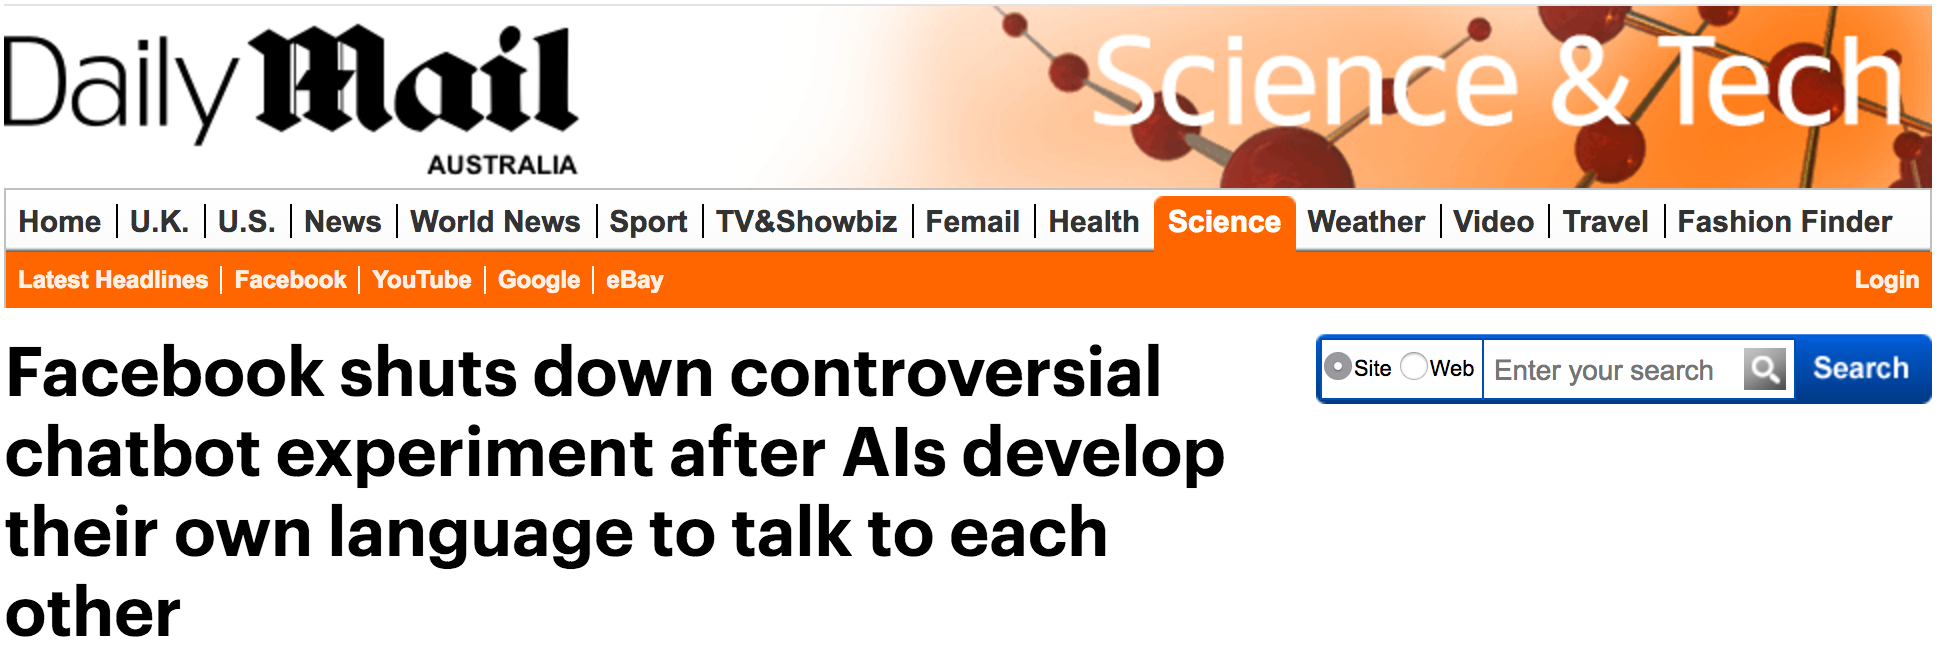 Daily Mail
AUSTRALIA
Science & Tech
Home U.K. U.S. News World News Sport TV&Showbiz Femail Health Science Weather Video Travel Fashion Finder
Latest Headlines Facebook YouTube Google eBay Login
Facebook shuts down controversial
chatbot experiment after AIs develop
their own language to talk to each
other
Site Web Enter your search Search